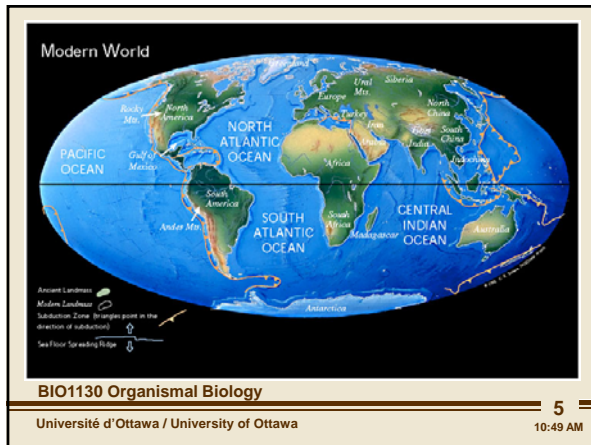 Modern World
Greenland
Siberia
Ural
Mts.
Europe
Rocky
Mts.
North
America
North
China
Turkey
Iran
NORTH
ATLANTIC
OCEAN
South
China
PACIFIC
OCEAN
Gulf of
Mexico
Arabia
India
Indochina
Africa
South
America
SOUTH
ATLANTIC
OCEAN
South
Africa
CENTRAL
INDIAN
OCEAN
Andes Mts.
Madagascar
Australia
Ancient Landmass
Modern Landmass
Subduction Zone (triangles point in the
direction of subduction)
Sea Floor Spreading Ridge
Antarctica
BIO1130 Organismal Biology
Université d'Ottawa / University of Ottawa
5
10:49 AM